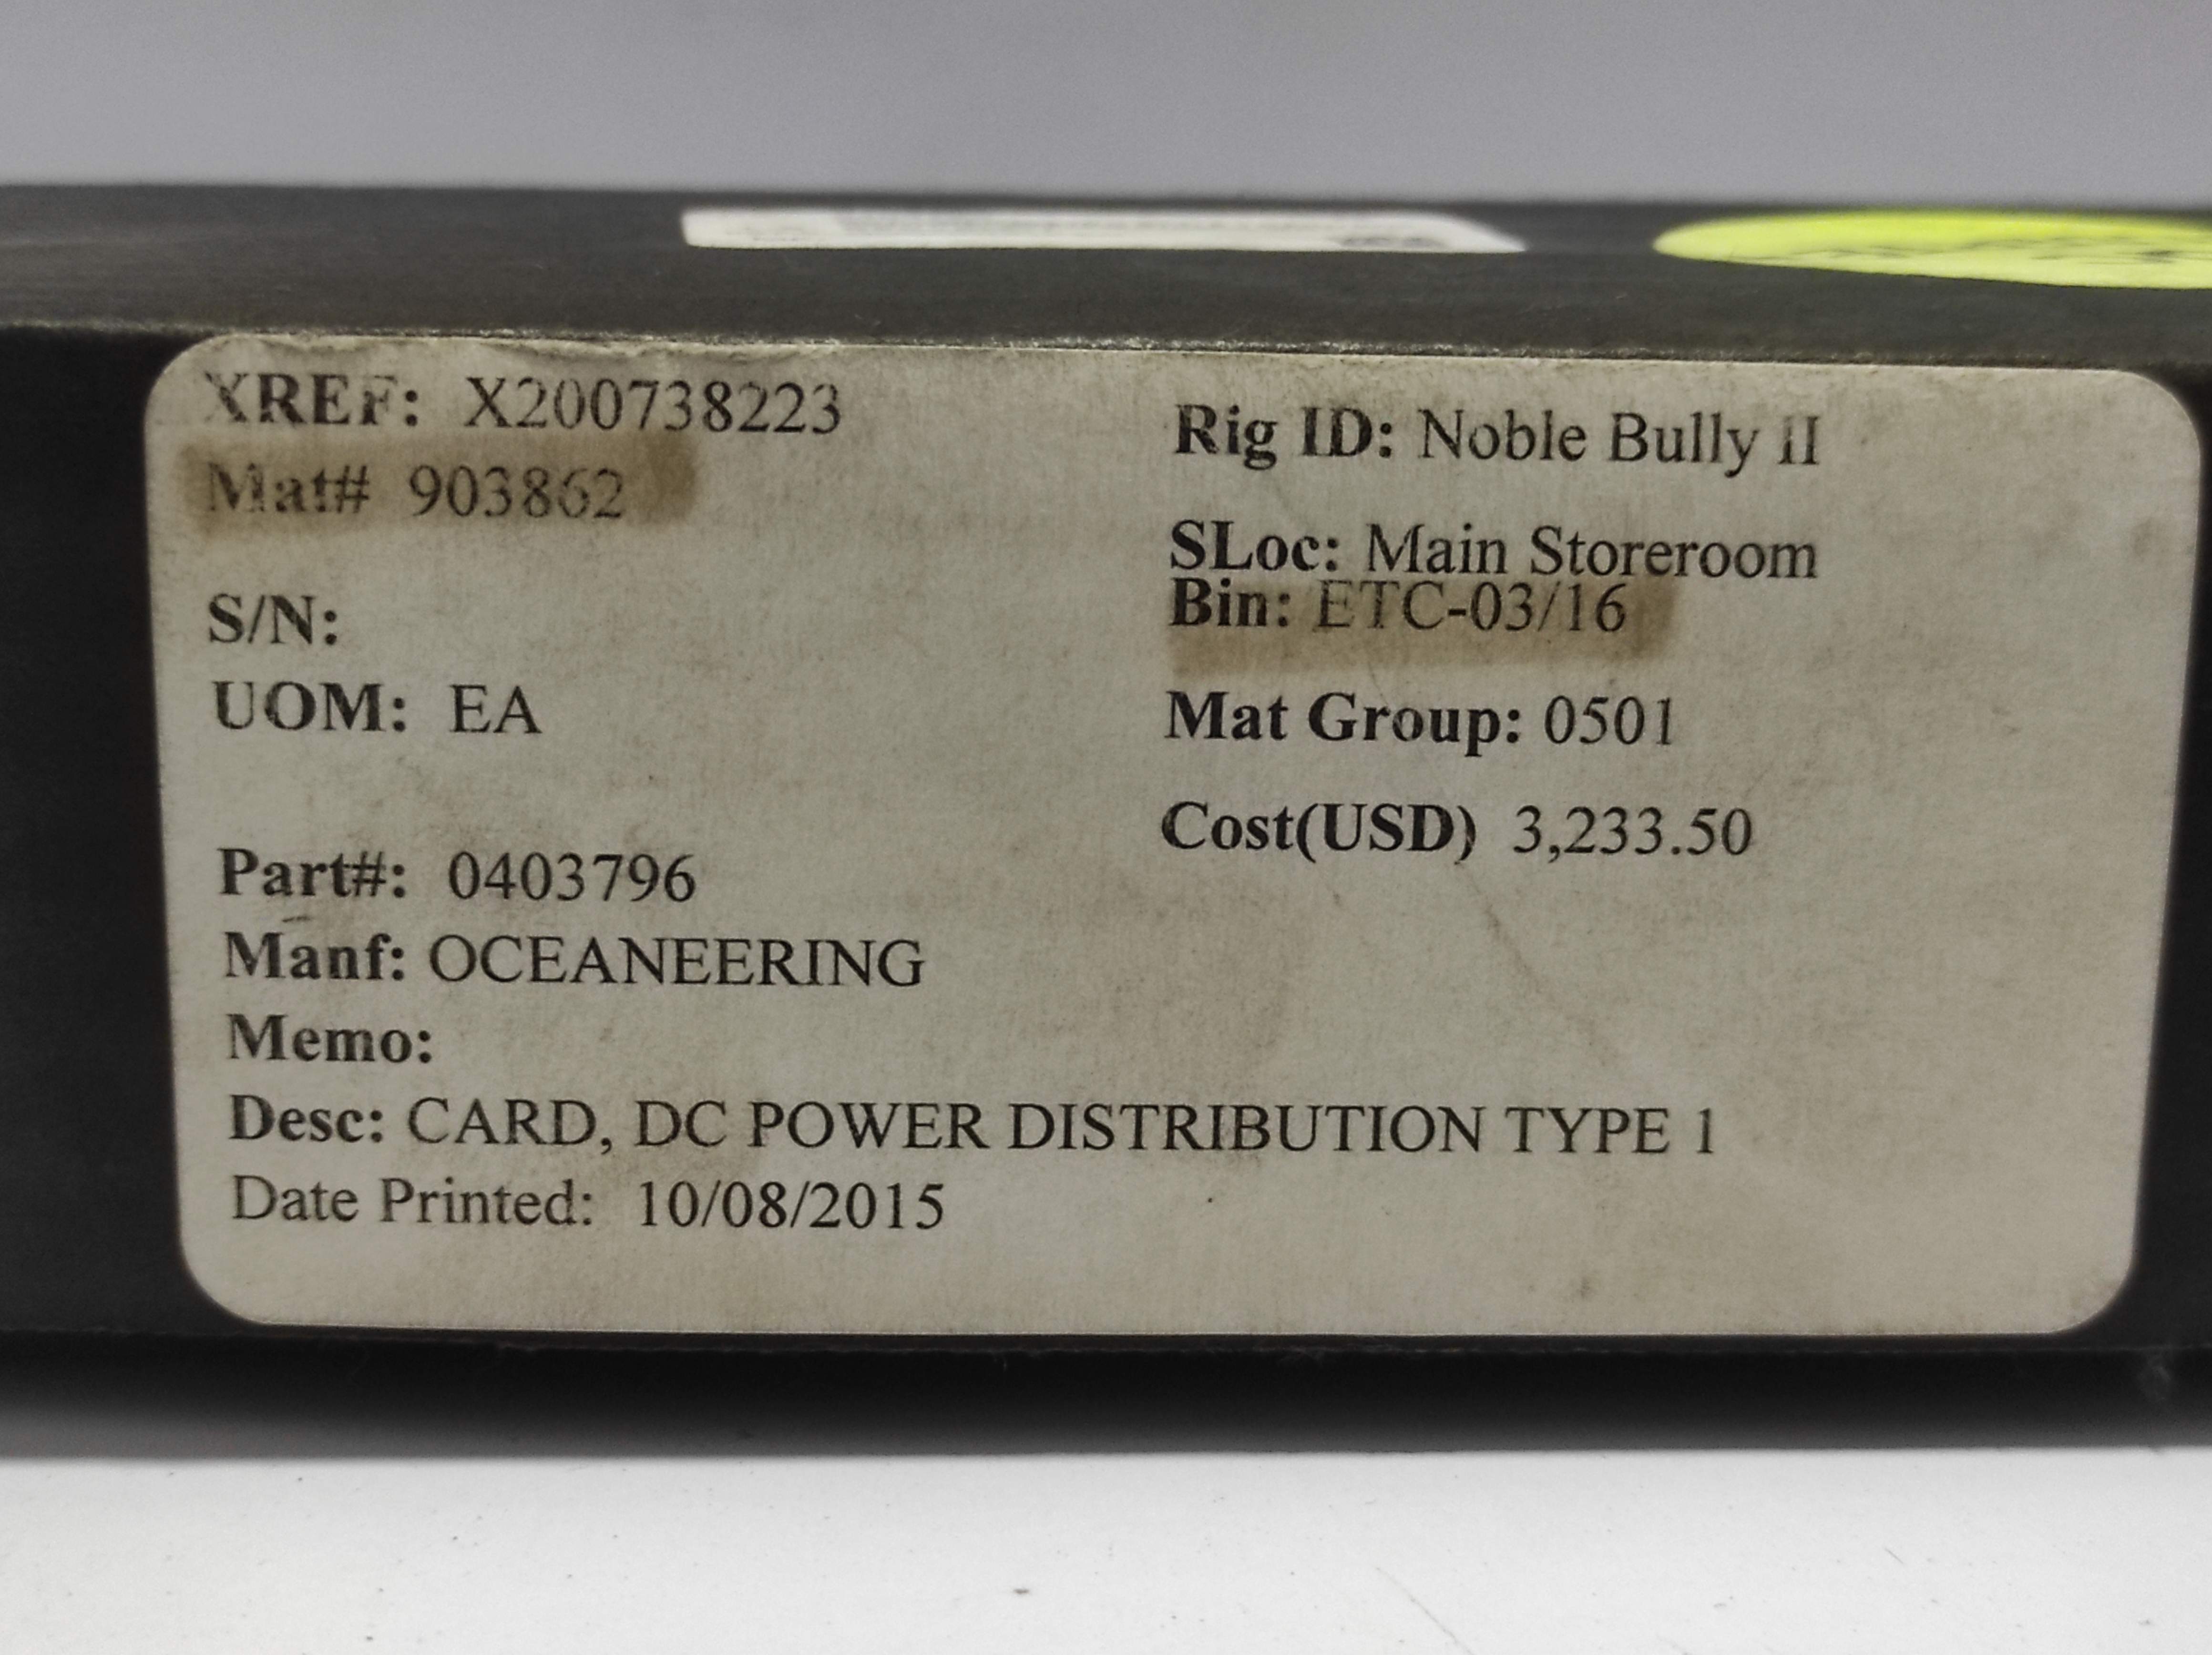 XREF: X200738223
Mat# 903862
S/N:
UOM: EA
Part#: 0403796
Manf: OCEANEERING
Memo:
Desc: CARD, DC POWER DISTRIBUTION TYPE 1
Date Printed: 10/08/2015
Rig ID: Noble Bully II
SLoc: Main Storeroom
Bin: ETC-03/16
Mat Group: 0501
Cost(USD) 3,233.50